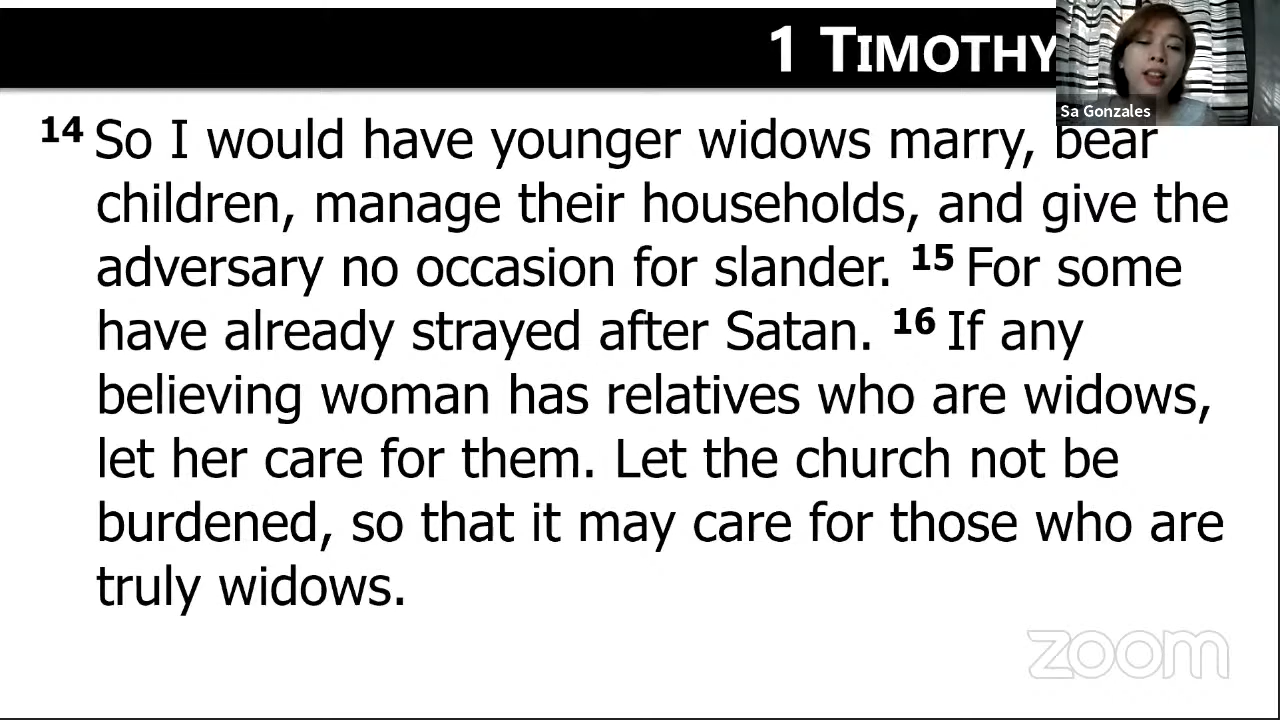 1 TIMOTHY
Sa Gonzales
14 So I would have younger widows marry, bear
children, manage their households, and give the
adversary no occasion for slander. 15 For some
have already strayed after Satan. 16 If any
believing woman has relatives who are widows,
let her care for them. Let the church not be
burdened, so that it may care for those who are
truly widows.
zoom